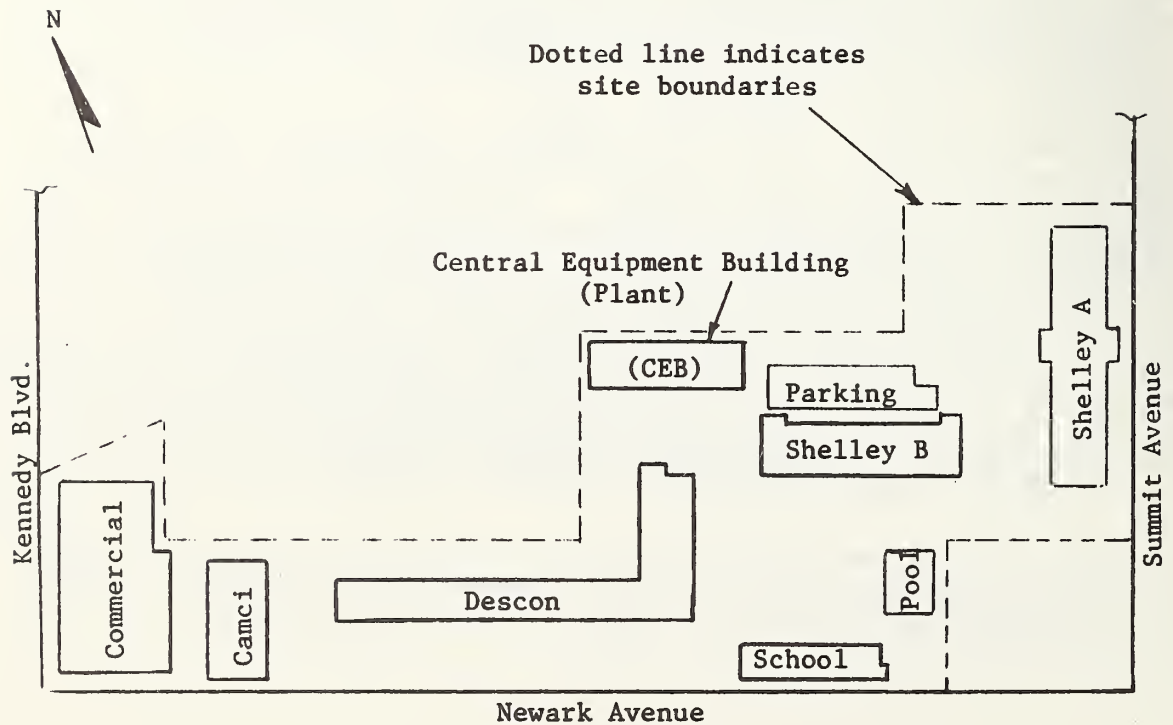 N
Dotted line indicates
site boundaries
Central Equipment Building
(Plant)
(CEB)
Parking
Shelley B
Shelley A
Summit Avenue
Kennedy Blvd.
Commercial
Camci
Descon
Pool
School
Newark Avenue